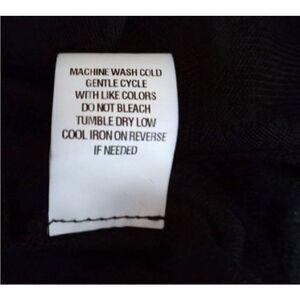 MACHINE WASH COLD
GENTLE CYCLE
WITH LIKE COLORS
DO NOT BLEACH
TUMBLE DRY LOW
COOL IRON ON REVERSE
IF NEEDED